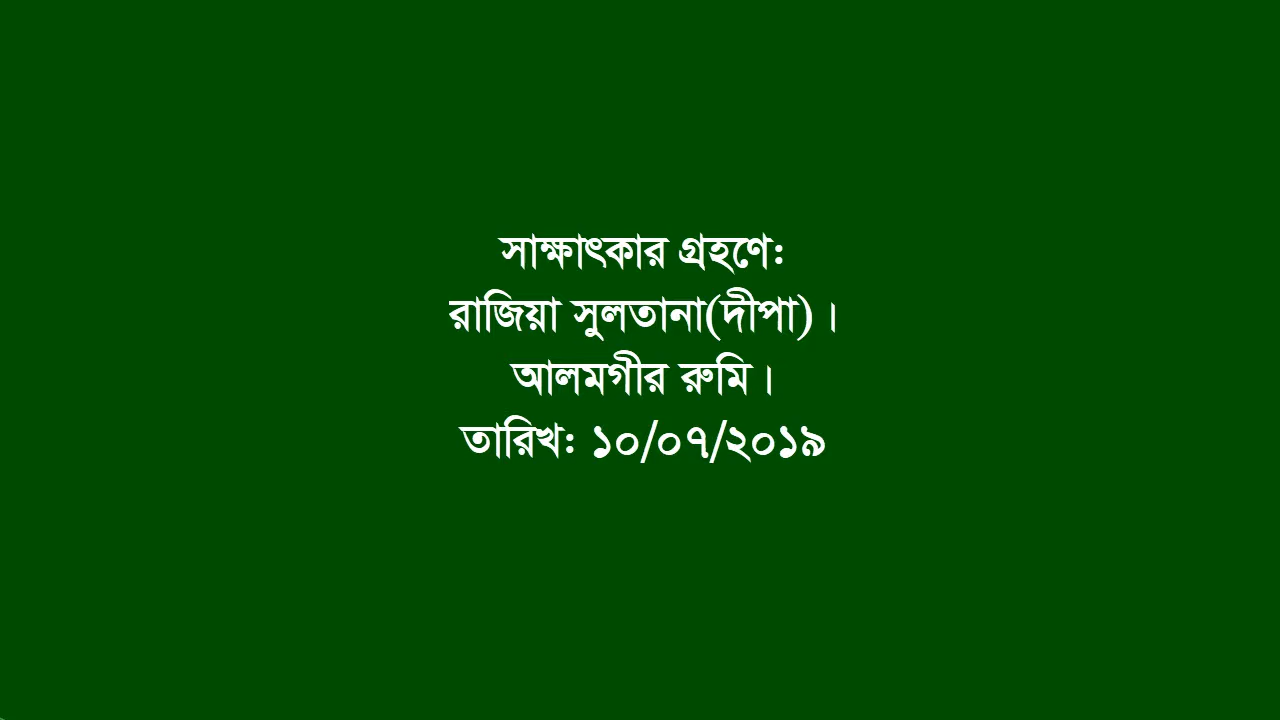 সাক্ষাৎকার গ্রহণে:
রাজিয়া সুলতানা(দীপা)।
আলমগীর রুমি।
তারিখ: ১০/০৭/২০১৯